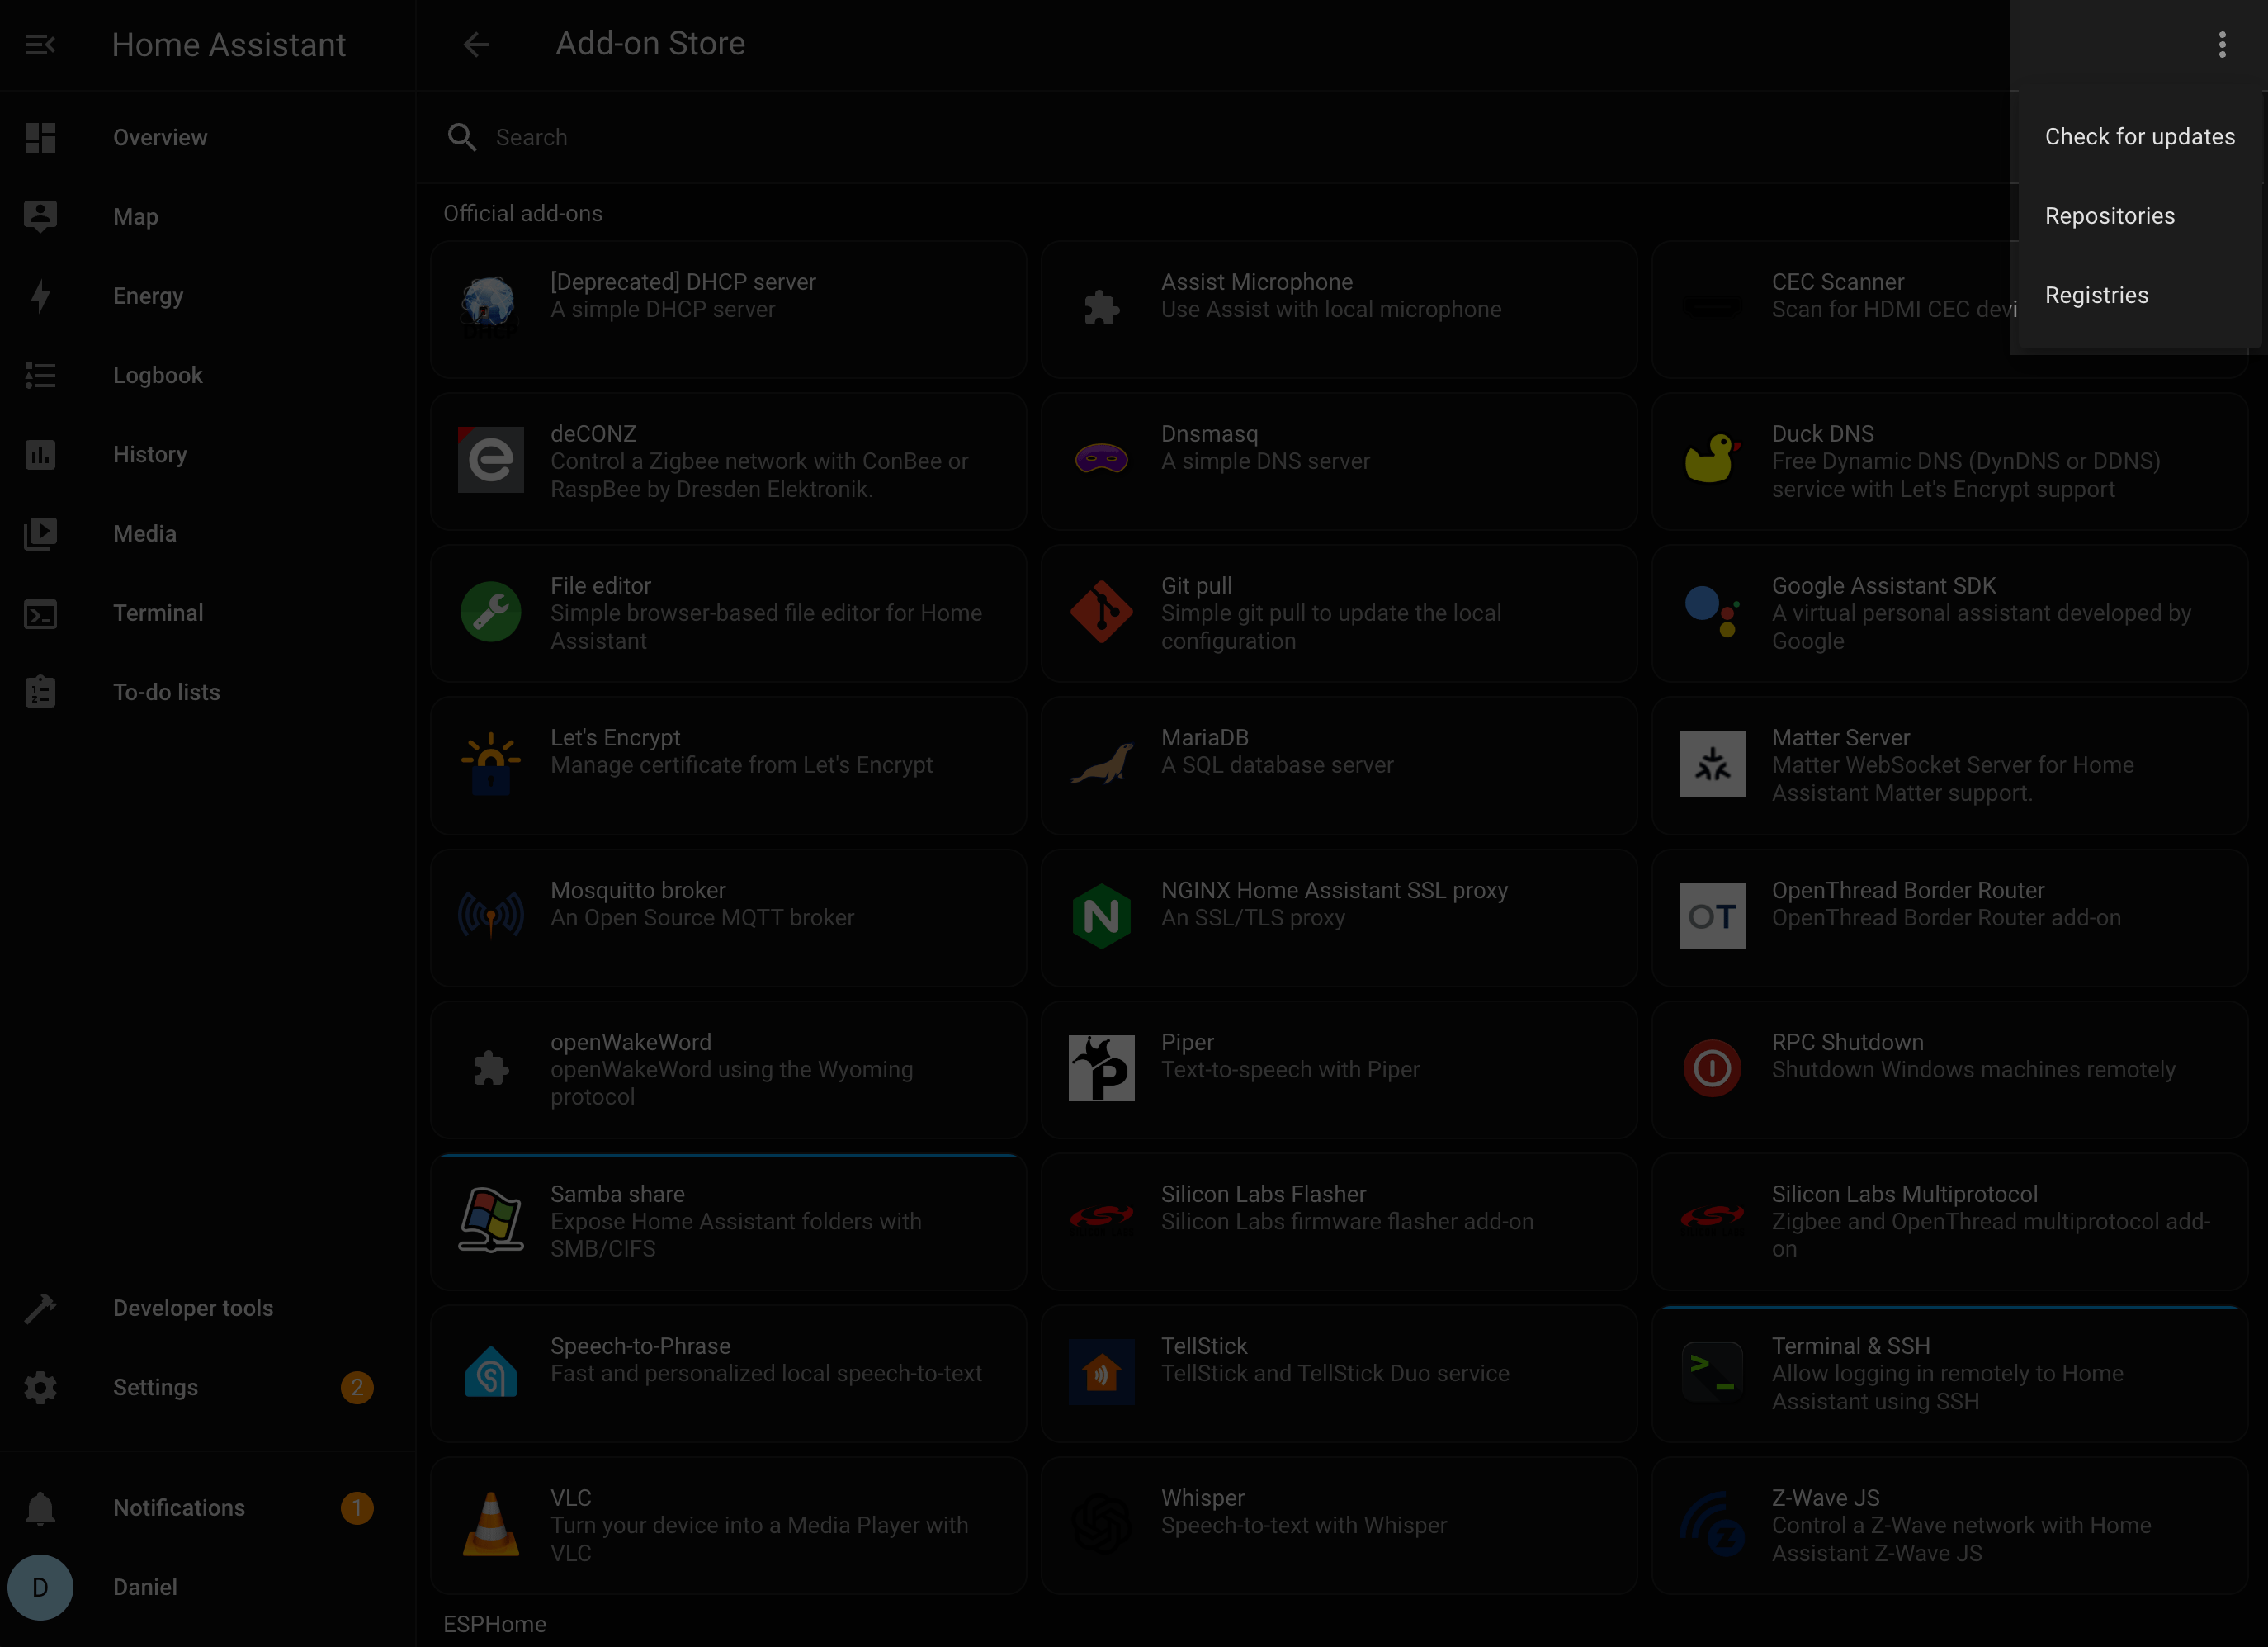 Home Assistant
Add-on Store
Search
Check for updates
Repositories
Registries
Overview
Map
Energy
Logbook
History
Media
Terminal
To-do lists
Developer tools
Settings
2
Notifications
1
D
Daniel
Official add-ons
[Deprecated] DHCP server
A simple DHCP server
Assist Microphone
Use Assist with local microphone
CEC Scanner
Scan for HDMI CEC devi
deCONZ
Control a Zigbee network with ConBee or
RaspBee by Dresden Elektronik.
Dnsmasq
A simple DNS server
Duck DNS
Free Dynamic DNS (DynDNS or DDNS)
service with Let's Encrypt support
File editor
Simple browser-based file editor for Home
Assistant
Git pull
Simple git pull to update the local
configuration
Google Assistant SDK
A virtual personal assistant developed by
Google
Let's Encrypt
Manage certificate from Let's Encrypt
MariaDB
A SQL database server
Matter Server
Matter WebSocket Server for Home
Assistant Matter support.
Mosquitto broker
An Open Source MQTT broker
N
NGINX Home Assistant SSL proxy
An SSL/TLS proxy
OT
OpenThread Border Router
OpenThread Border Router add-on
openWakeWord
openWakeWord using the Wyoming
protocol
P
Piper
Text-to-speech with Piper
RPC Shutdown
Shutdown Windows machines remotely
Samba share
Expose Home Assistant folders with
SMB/CIFS
Silicon Labs Flasher
Silicon Labs firmware flasher add-on
Silicon Labs Multiprotocol
Zigbee and OpenThread multiprotocol add-
on
Speech-to-Phrase
Fast and personalized local speech-to-text
TellStick
TellStick and TellStick Duo service
Terminal & SSH
Allow logging in remotely to Home
Assistant using SSH
VLC
Turn your device into a Media Player with
VLC
Whisper
Speech-to-text with Whisper
Z-Wave JS
Control a Z-Wave network with Home
Assistant Z-Wave JS
ESPHome